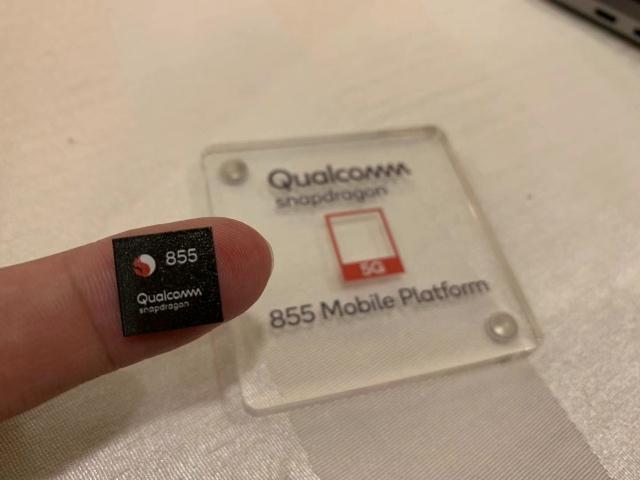 855
Qualcomm
snapdragon
Qualcomm
snapdragon
5G
855 Mobile Platform